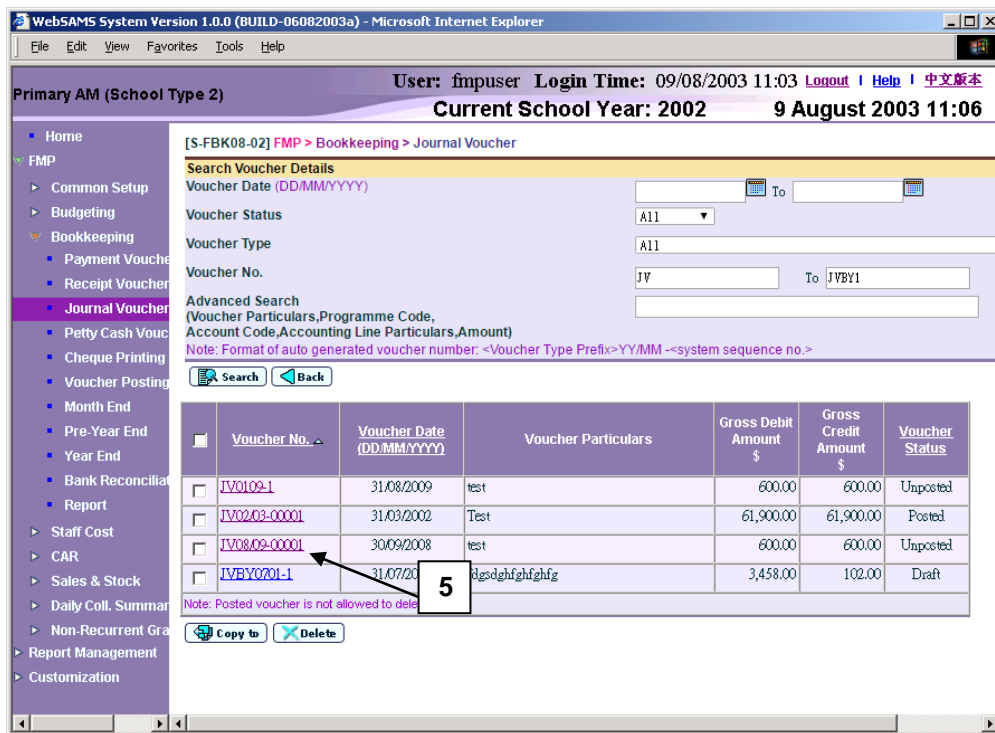 WebSAMS System Version 1.0.0 (BUILD-06082003a) - Microsoft Internet Explorer
File Edit View Favorites Tools Help
Primary AM (School Type 2)
User: fmpuser Login Time: 09/08/2003 11:03 Logout | Help | 中文版本
Current School Year: 2002 9 August 2003 11:06
Home
FMP
Common Setup
Budgeting
Bookkeeping
Payment Vouche
Receipt Voucher
Journal Voucher
Petty Cash Vouc
Cheque Printing
Voucher Posting
Month End
Pre-Year End
Year End
Bank Reconciliat
Report
Staff Cost
CAR
Sales & Stock
Daily Coll. Summar
Non-Recurrent Gra
Report Management
Customization
[S-FBK08-02] FMP > Bookkeeping > Journal Voucher
Search Voucher Details
Voucher Date (DD/MM/YYYY) To
Voucher Status All
Voucher Type All
Voucher No. JV To JVBY1
Advanced Search
(Voucher Particulars,Programme Code,
Account Code,Accounting Line Particulars,Amount)
Note: Format of auto generated voucher number: <Voucher Type Prefix>YY/MM -<system sequence no.>
Search Back
Voucher No. Voucher Date (DD/MM/YYYY) Voucher Particulars Gross Debit Amount $ Gross Credit Amount $ Voucher Status
JV0109-1 31/08/2009 test 600.00 600.00 Unposted
JV02/03-00001 31/03/2002 Test 61,900.00 61,900.00 Posted
JV08/09-00001 30/09/2008 test 600.00 600.00 Unposted
JVBY0701-1 31/07/20 dgsdghfghfghfg 3,458.00 102.00 Draft
5
Note: Posted voucher is not allowed to dele
Copy to Delete